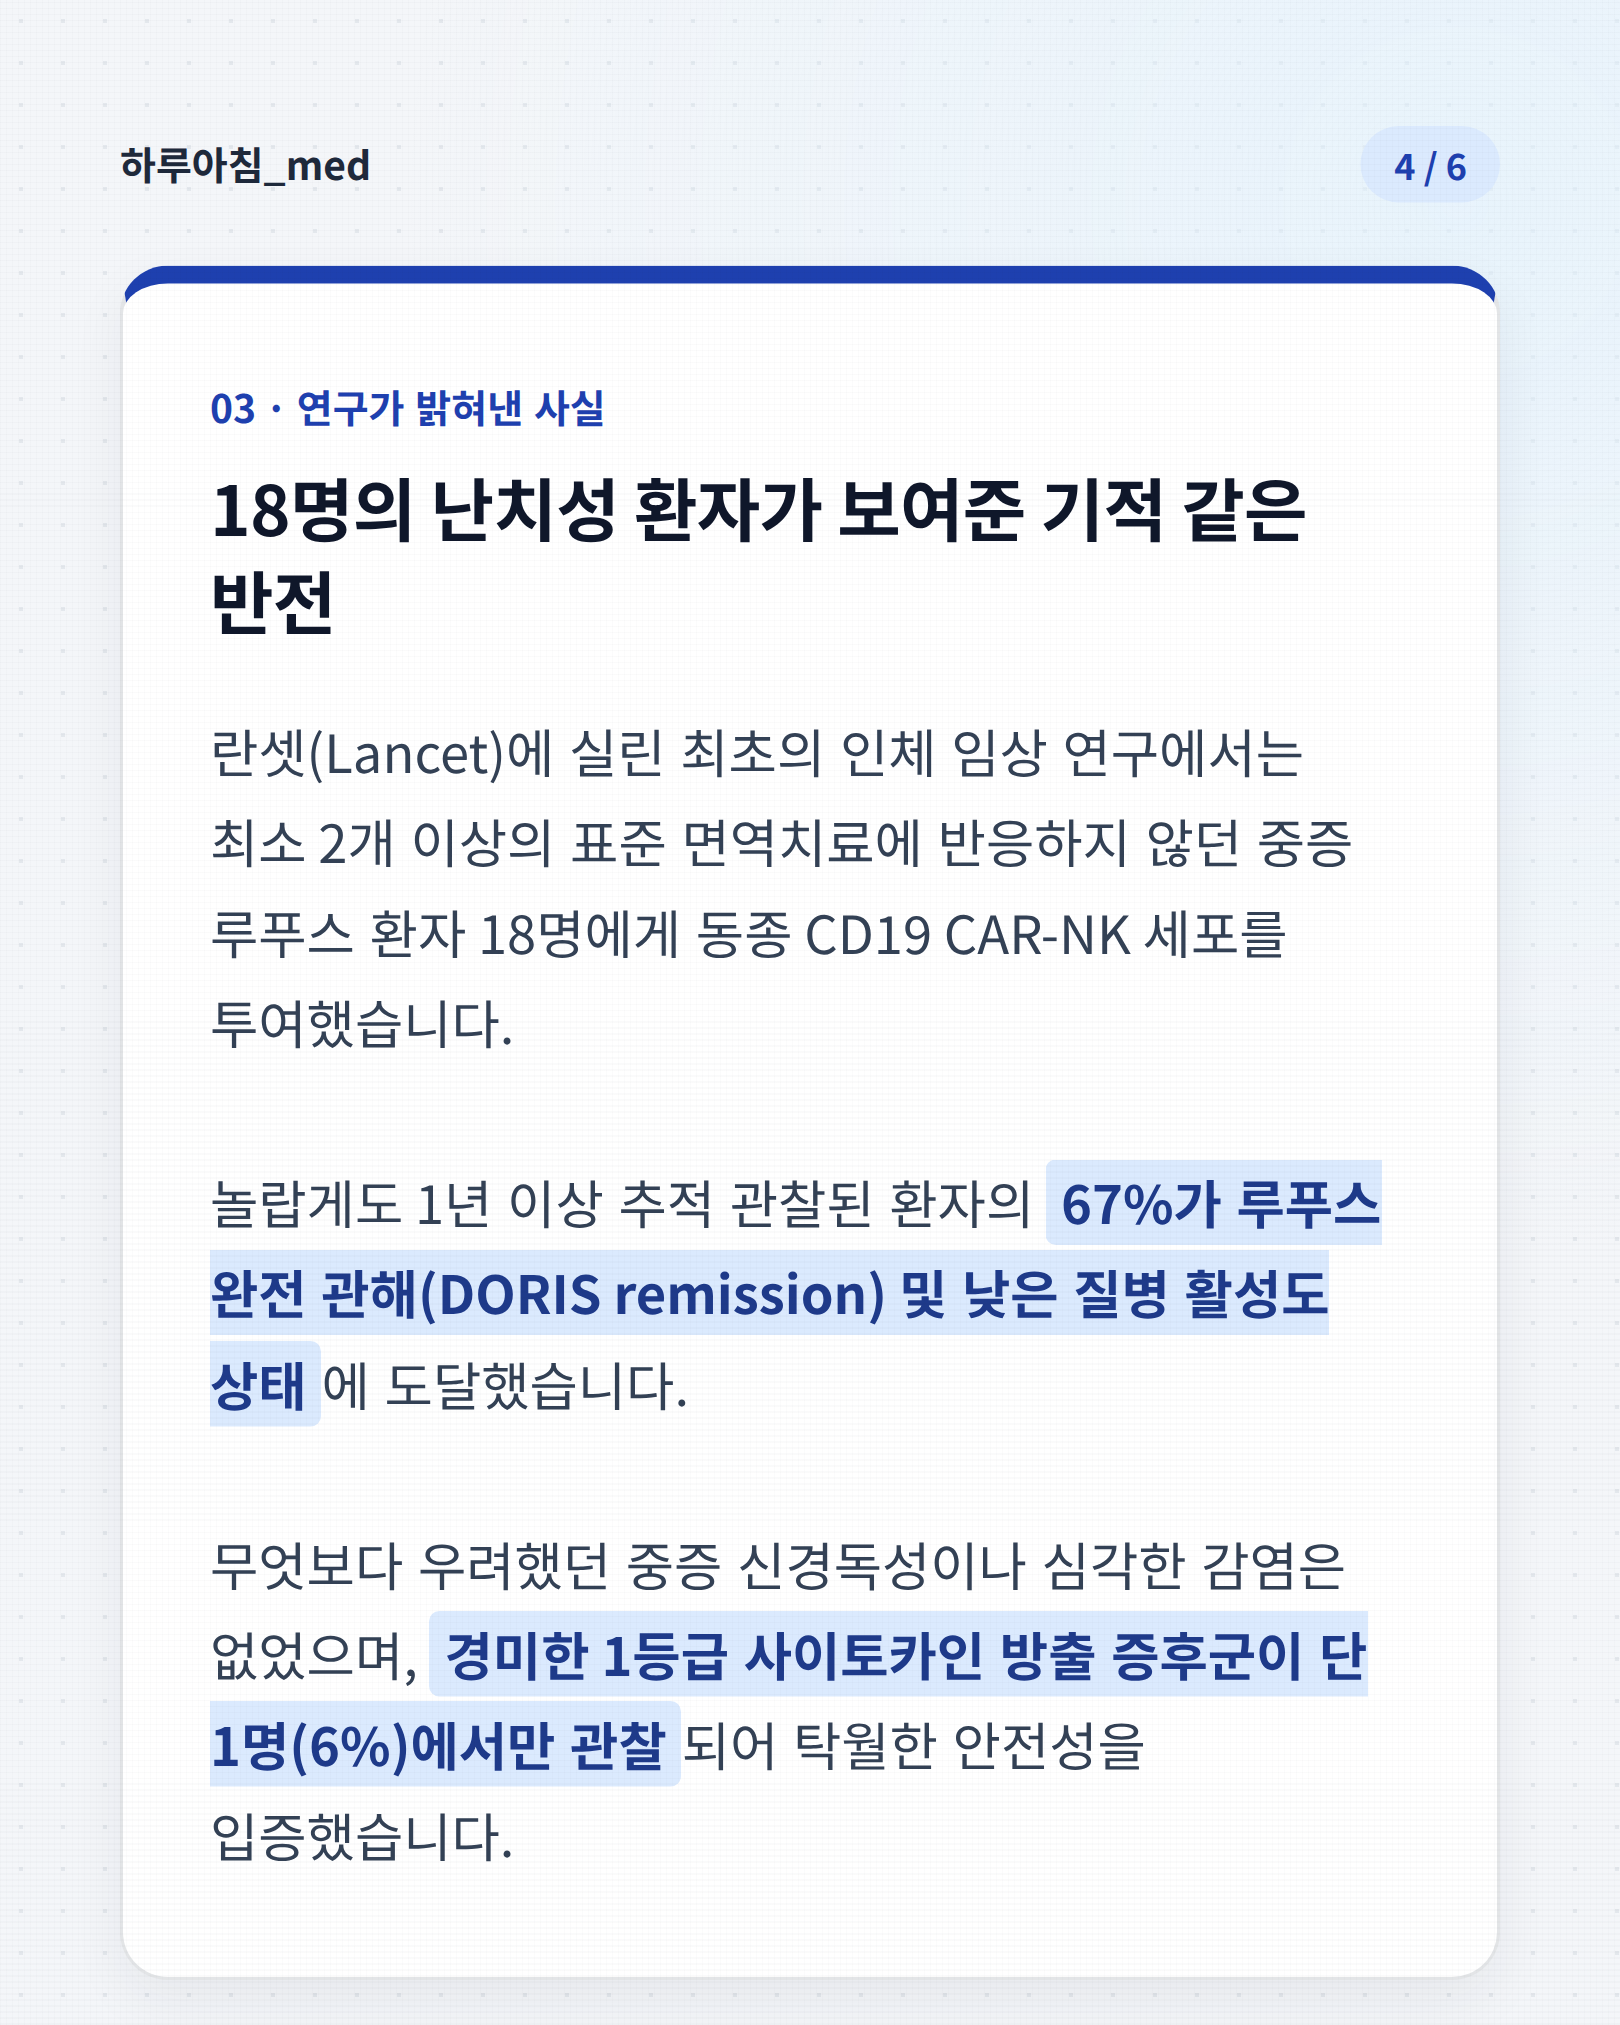 하루아침_med
4 / 6
03 · 연구가 밝혀낸 사실
18명의 난치성 환자가 보여준 기적 같은
반전
란셋(Lancet)에 실린 최초의 인체 임상 연구에서는
최소 2개 이상의 표준 면역치료에 반응하지 않던 중증
루푸스 환자 18명에게 동종 CD19 CAR-NK 세포를
투여했습니다.
놀랍게도 1년 이상 추적 관찰된 환자의 67%가 루푸스
완전 관해(DORIS remission) 및 낮은 질병 활성도
상태에 도달했습니다.
무엇보다 우려했던 중증 신경독성이나 심각한 감염은
없었으며, 경미한 1등급 사이토카인 방출 증후군이 단
1명(6%)에서만 관찰되어 탁월한 안전성을
입증했습니다.